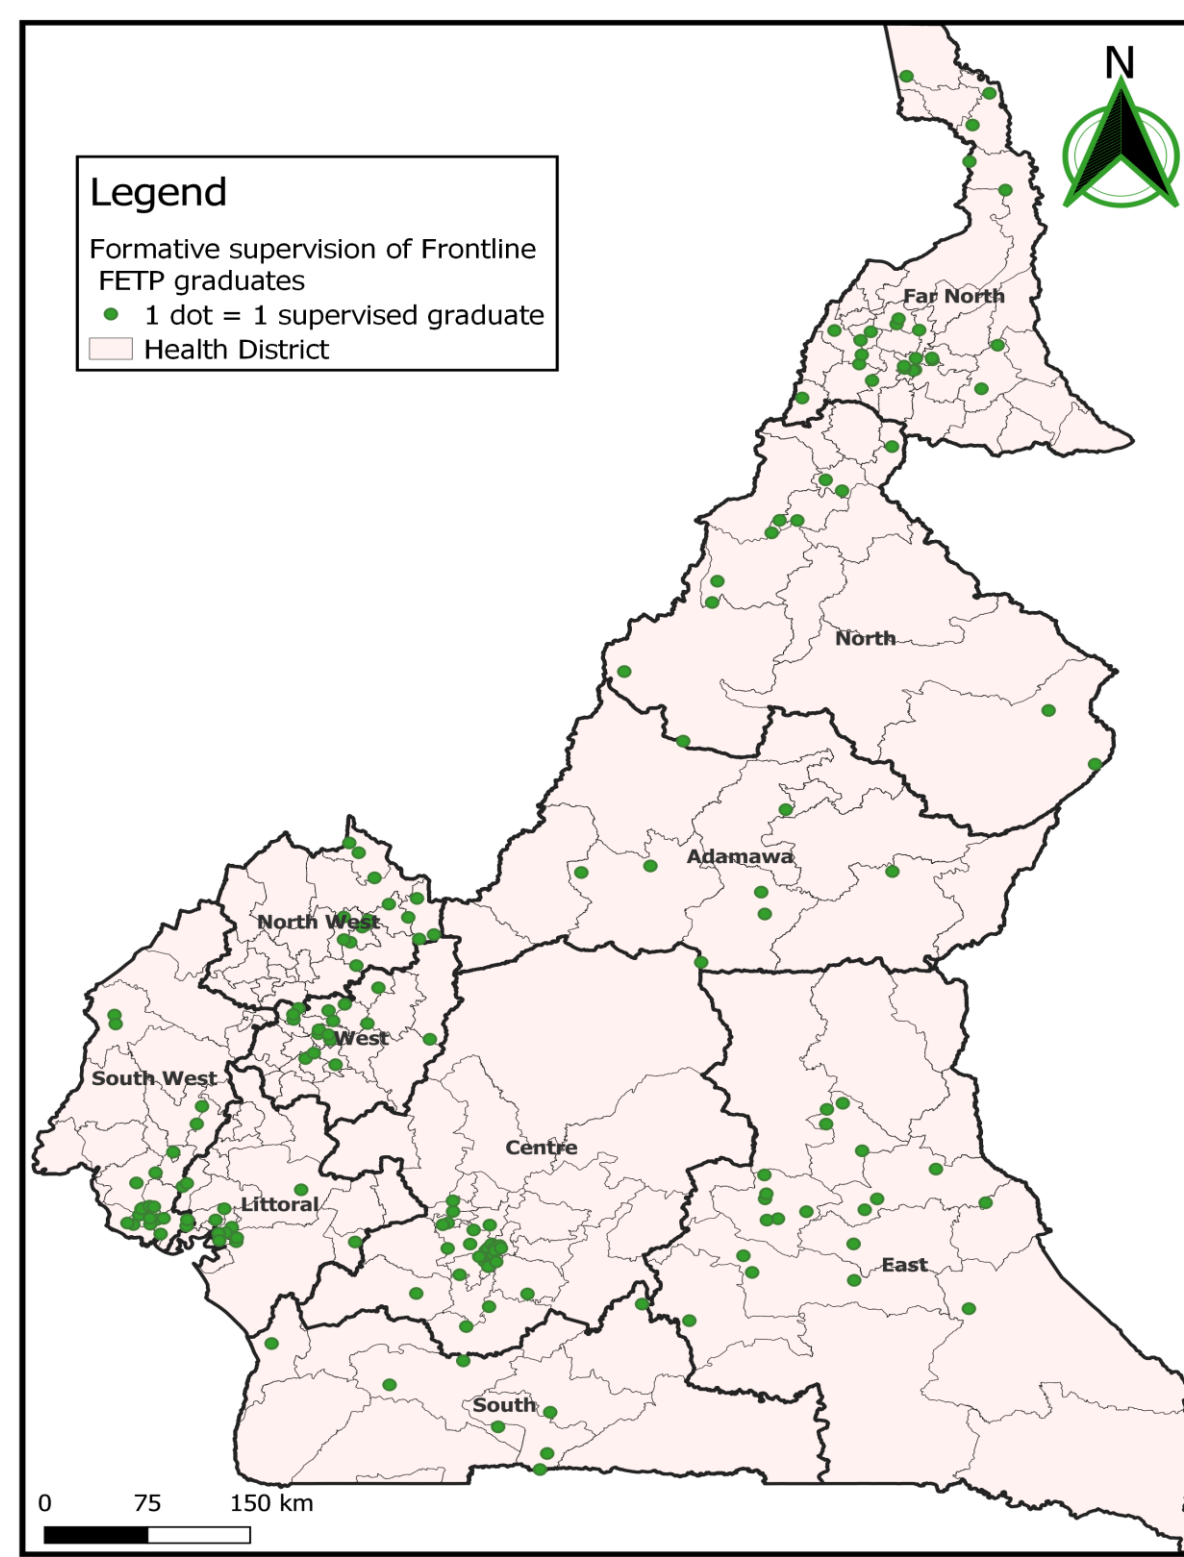 N
Legend
Formative supervision of Frontline
FETP graduates
1 dot = 1 supervised graduate
Health District
Far North
North
Adamawa
North West
West
South West
Centre
Littoral
East
South
0 75 150 km